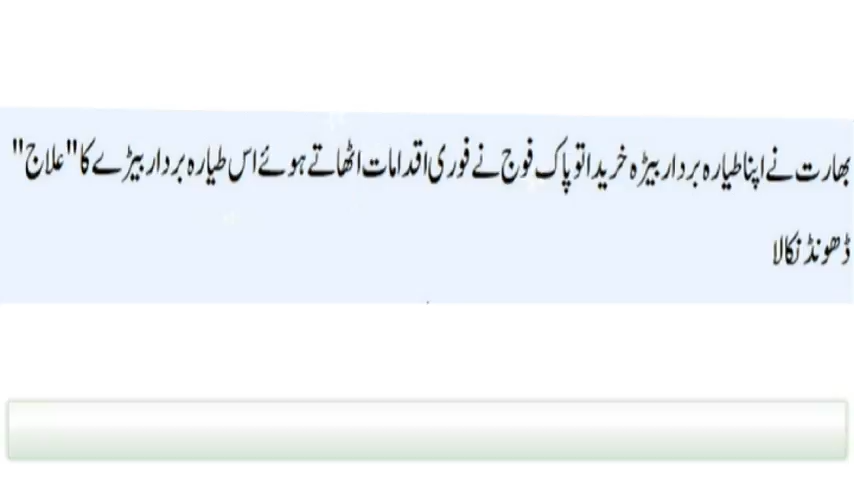 بھارت نے اپنا طیارہ بردار بیڑہ خریدا تو پاک فوج نے فوری اقدامات اٹھاتے ہوئے اس طیارہ بردار بیڑے کا "علاج"
ڈھونڈ نکالا